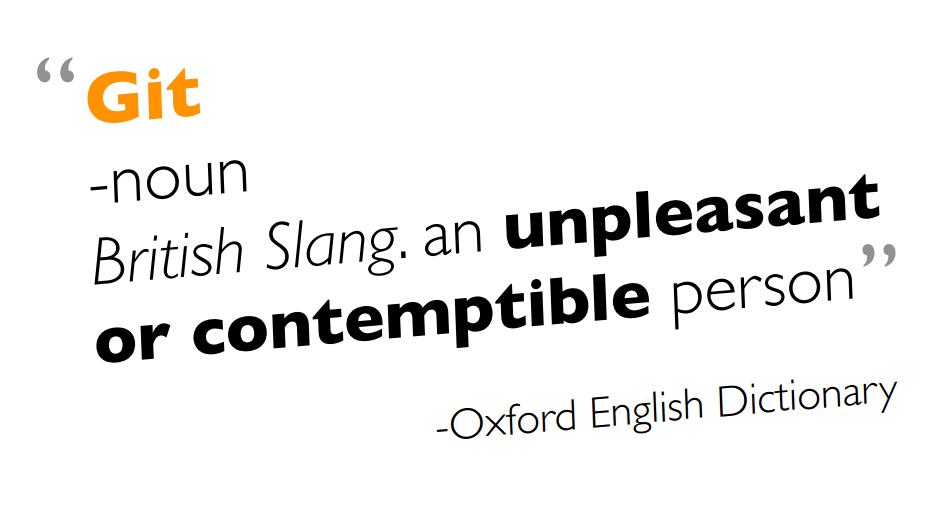 “Git
-noun
British Slang. an unpleasant
or contemptible person”
-Oxford English Dictionary